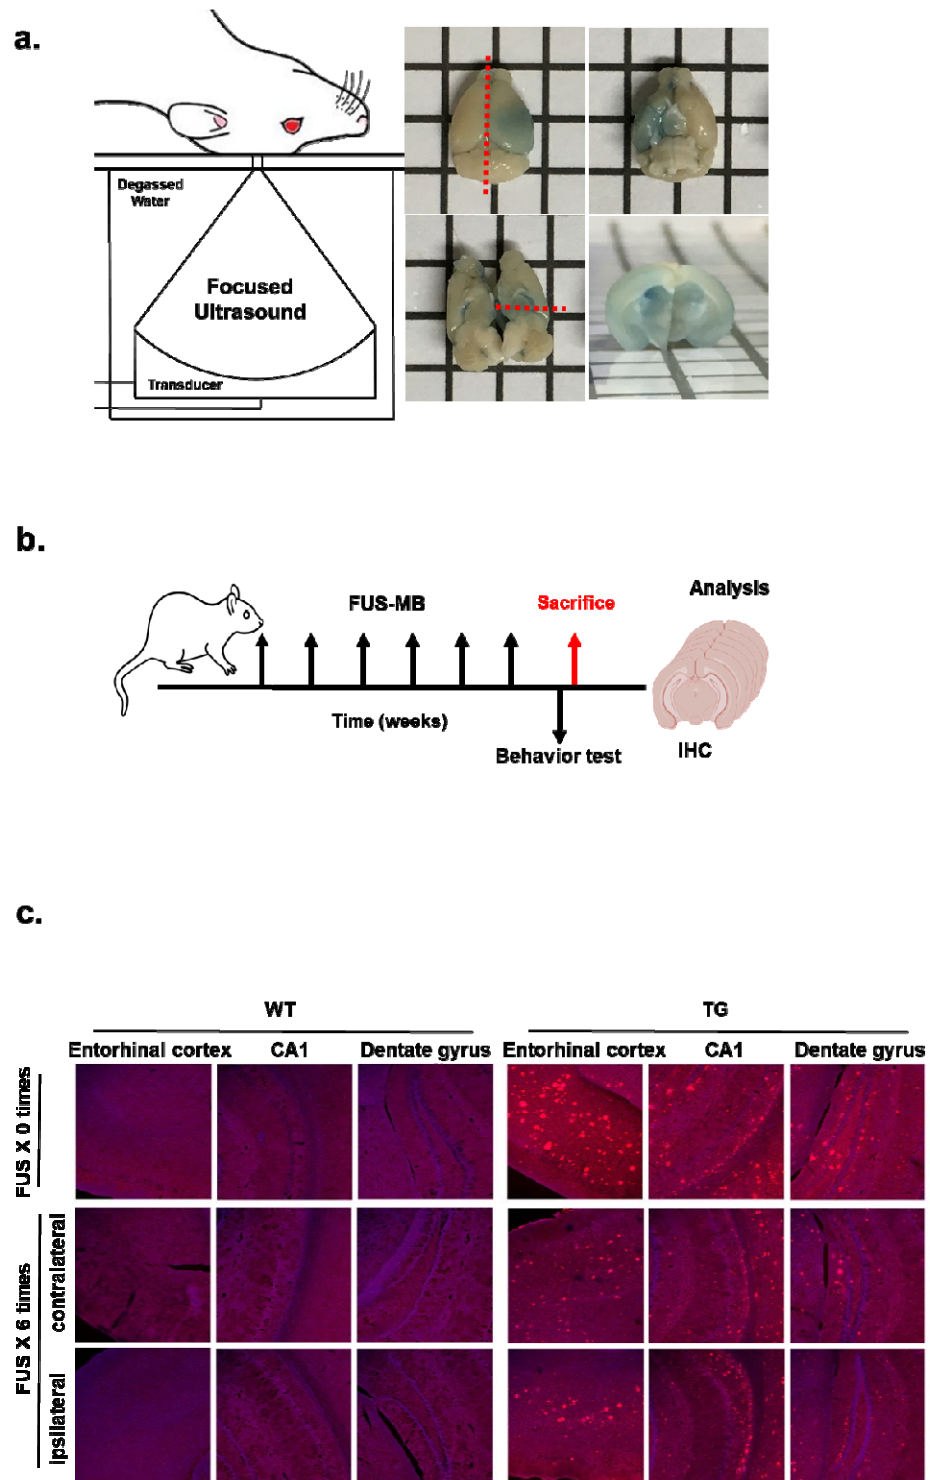 a.
Degassed
Water
Focused
Ultrasound
Transducer
b.
FUS-MB
Sacrifice
Analysis
Time (weeks)
Behavior test
IHC
c.
WT
TG
Entorhinal cortex
CA1
Dentate gyrus
Entorhinal cortex
CA1
Dentate gyrus
FUS X 0 times
FUS X 6 times
contralateral
ipsilateral